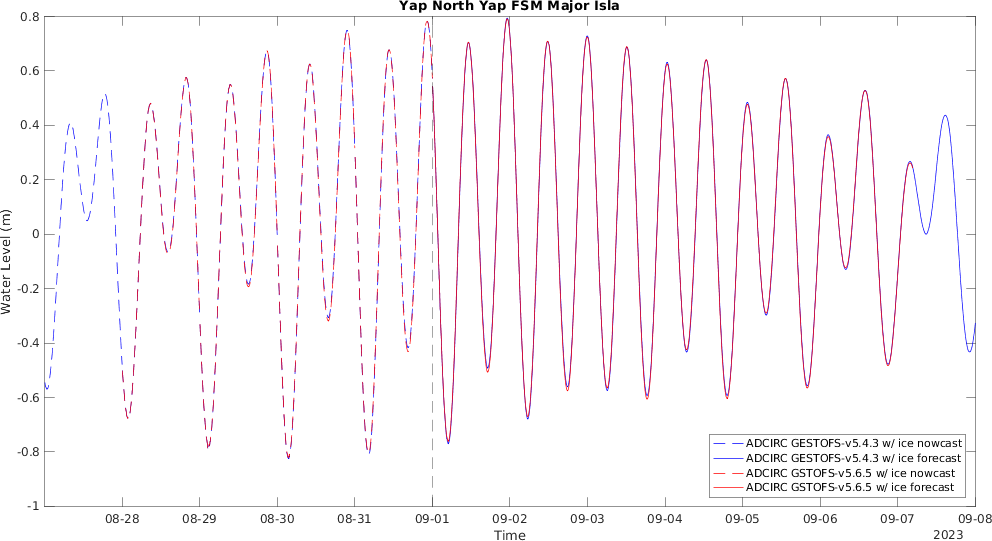 Yap North Yap FSM Major Isla
0.8
0.6
0.4
0.2
0
-0.2
-0.4
-0.6
-0.8
-1
Water Level (m)
08-28 08-29 08-30 08-31 09-01 09-02 09-03 09-04 09-05 09-06 09-07 09-08
Time
2023
ADCIRC GESTOFS-v5.4.3 w/ ice nowcast
ADCIRC GESTOFS-v5.4.3 w/ ice forecast
ADCIRC GSTOFS-v5.6.5 w/ ice nowcast
ADCIRC GSTOFS-v5.6.5 w/ ice forecast